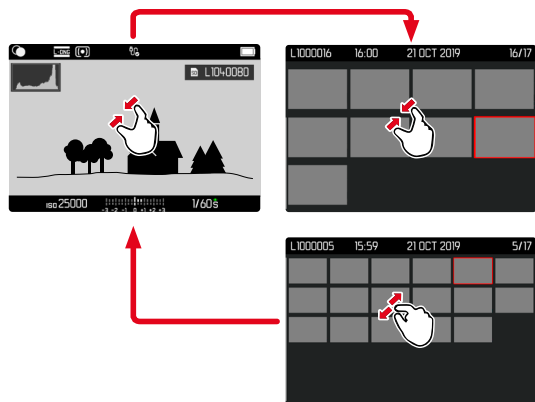 L-DNG
L1040080
ISO 25000 -3 -2 -1 0 +1 +2 +3 1/60s
L1000016 16:00 21 OCT 2019 16/17
L1000005 15:59 21 OCT 2019 5/17